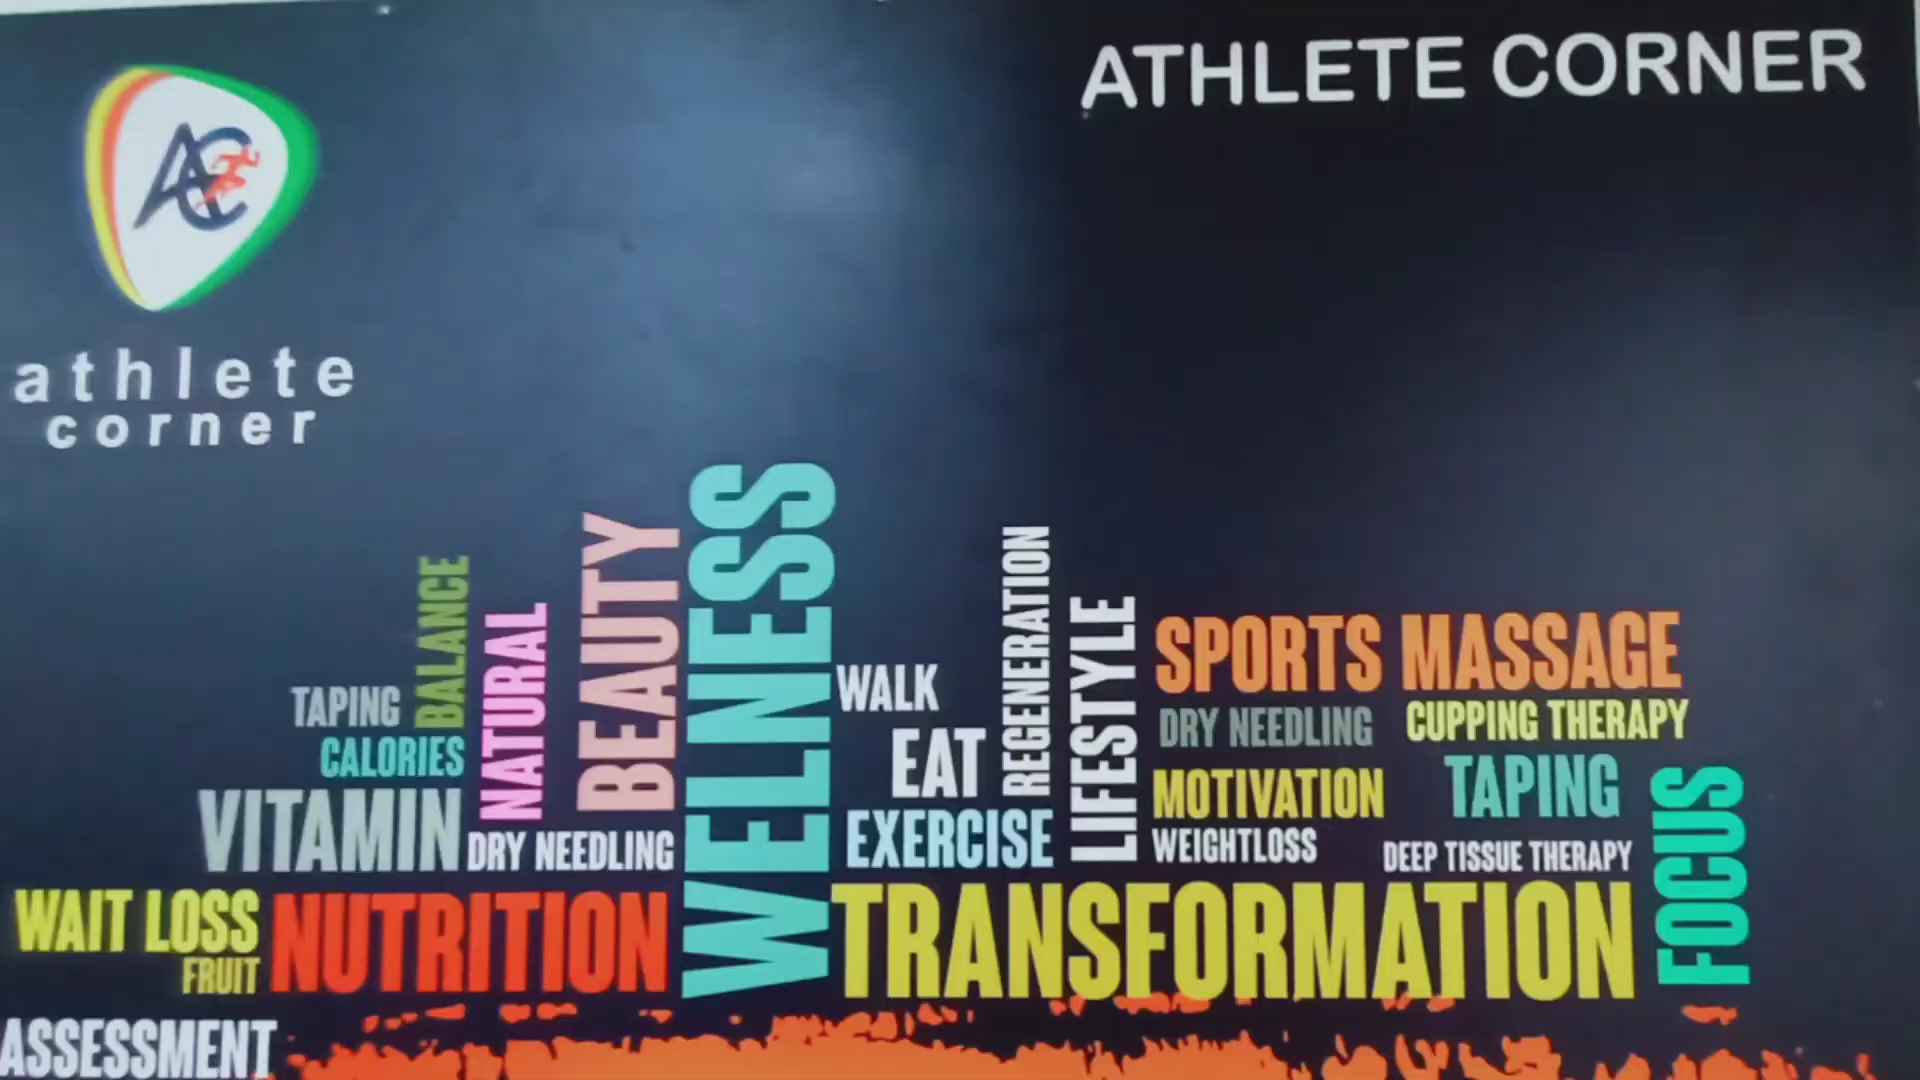 ATHLETE CORNER
AC
athlete
corner
TAPING
BALANCE
CALORIES
NATURAL
BEAUTY
WELNESS
VITAMIN
DRY NEEDLING
WAIT LOSS
FRUIT
NUTRITION
ASSESSMENT
WALK
EAT
REGENERATION
EXERCISE
LIFESTYLE
SPORTS MASSAGE
DRY NEEDLING
CUPPING THERAPY
MOTIVATION
TAPING
WEIGHTLOSS
DEEP TISSUE THERAPY
TRANSFORMATION
FOCUS